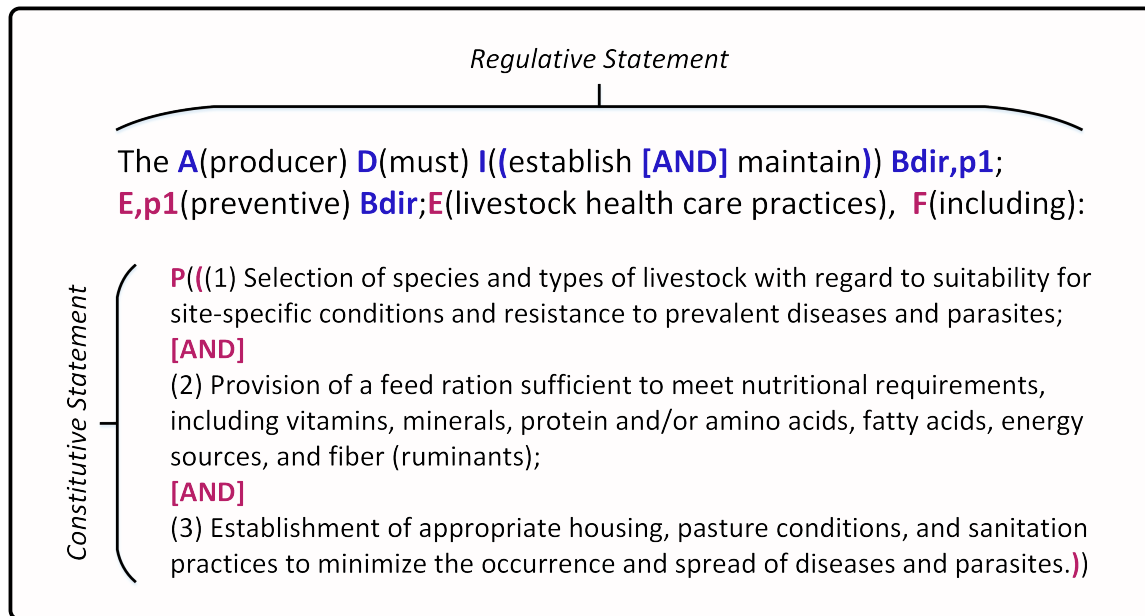 Regulative Statement
The A(producer) D(must) I((establish [AND] maintain)) Bdir,p1;
E,p1(preventive) Bdir;E(livestock health care practices), F(including):
Constitutive Statement
P(((1) Selection of species and types of livestock with regard to suitability for
site-specific conditions and resistance to prevalent diseases and parasites;
[AND]
(2) Provision of a feed ration sufficient to meet nutritional requirements,
including vitamins, minerals, protein and/or amino acids, fatty acids, energy
sources, and fiber (ruminants);
[AND]
(3) Establishment of appropriate housing, pasture conditions, and sanitation
practices to minimize the occurrence and spread of diseases and parasites.))